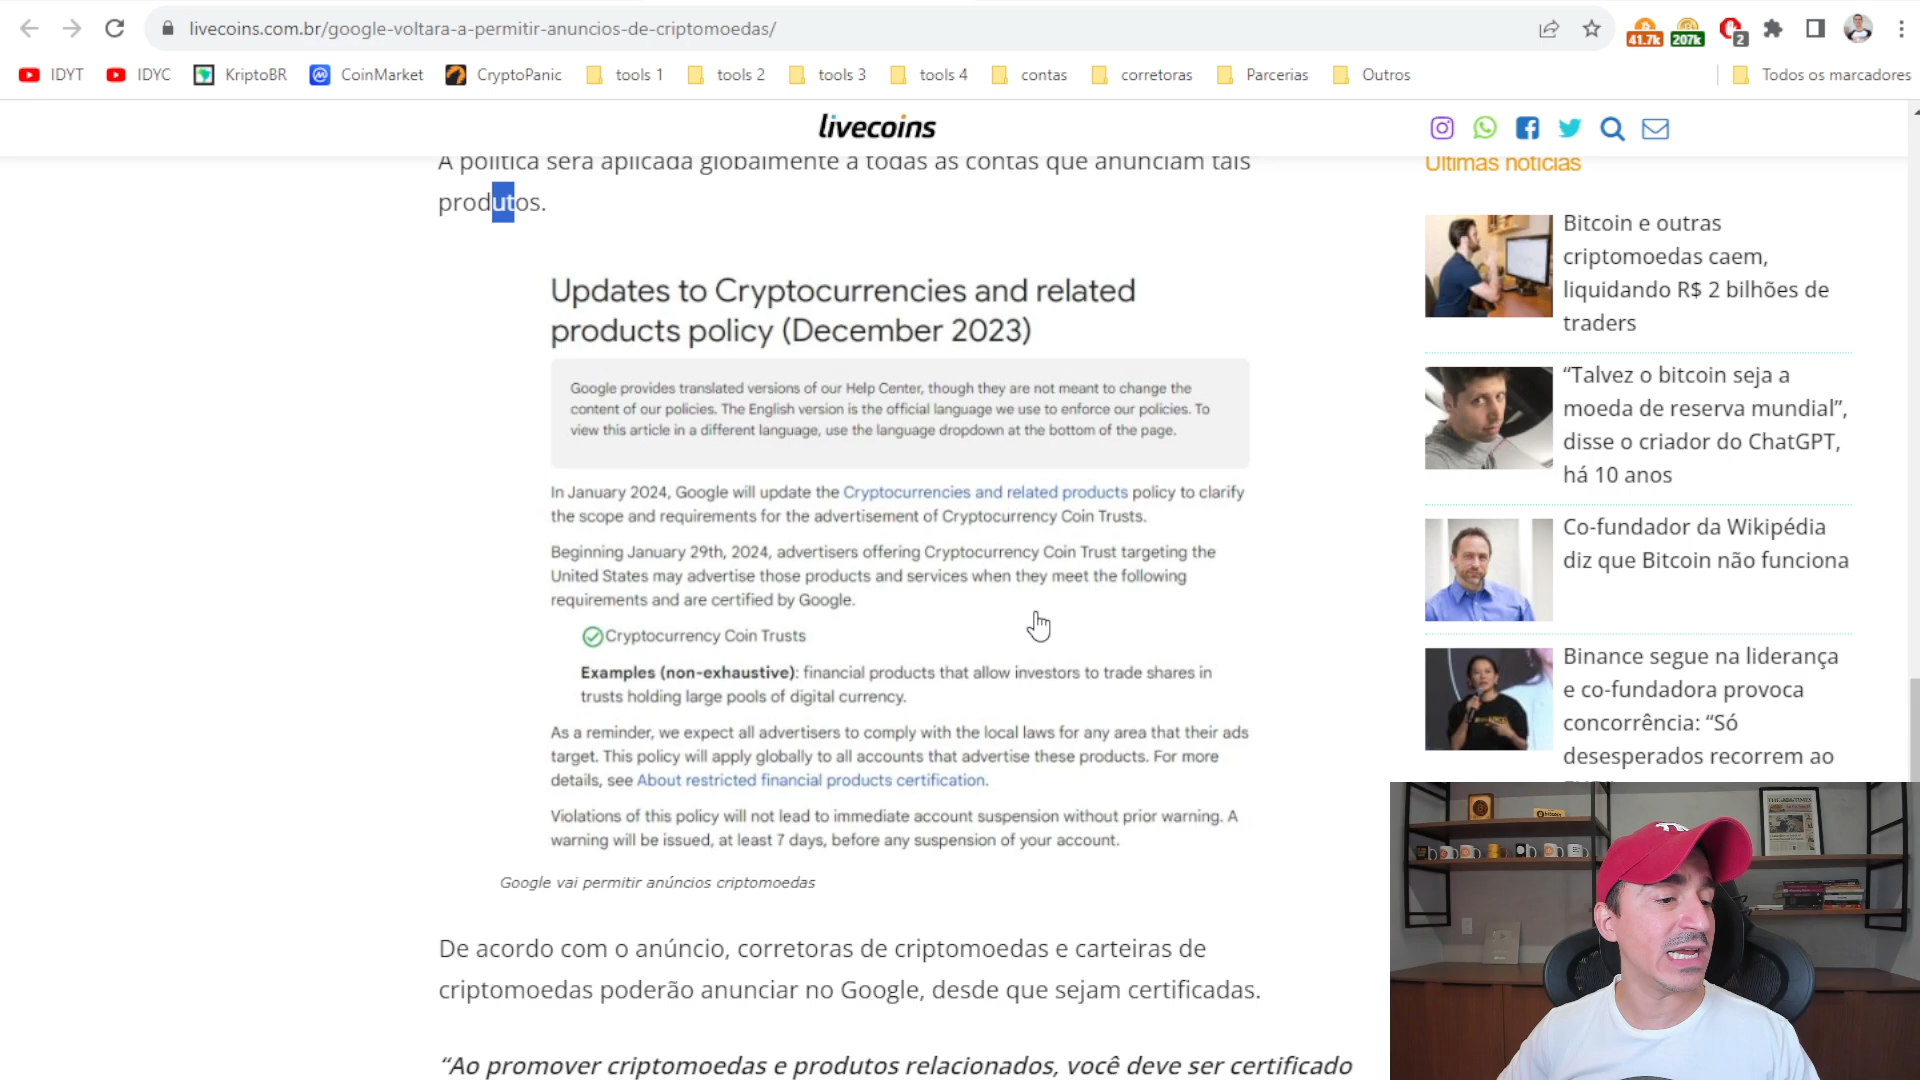 livecoins.com.br/google-voltara-a-permitir-anuncios-de-criptomoedas/
41.7k
207k
2
IDYT
IDYC
KriptoBR
CoinMarket
CryptoPanic
tools 1
tools 2
tools 3
tools 4
contas
corretoras
Parcerias
Outros
Todos os marcadores
livecoins
A política será aplicada globalmente a todas as contas que anunciam tais
produtos.
Updates to Cryptocurrencies and related
products policy (December 2023)
Google provides translated versions of our Help Center, though they are not meant to change the
content of our policies. The English version is the official language we use to enforce our policies. To
view this article in a different language, use the language dropdown at the bottom of the page.
In January 2024, Google will update the Cryptocurrencies and related products policy to clarify
the scope and requirements for the advertisement of Cryptocurrency Coin Trusts.
Beginning January 29th, 2024, advertisers offering Cryptocurrency Coin Trust targeting the
United States may advertise those products and services when they meet the following
requirements and are certified by Google.
Cryptocurrency Coin Trusts
Examples (non-exhaustive): financial products that allow investors to trade shares in
trusts holding large pools of digital currency.
As a reminder, we expect all advertisers to comply with the local laws for any area that their ads
target. This policy will apply globally to all accounts that advertise these products. For more
details, see About restricted financial products certification.
Violations of this policy will not lead to immediate account suspension without prior warning. A
warning will be issued, at least 7 days, before any suspension of your account.
Google vai permitir anúncios criptomoedas
De acordo com o anúncio, corretoras de criptomoedas e carteiras de
criptomoedas poderão anunciar no Google, desde que sejam certificadas.
“Ao promover criptomoedas e produtos relacionados, você deve ser certificado
Últimas notícias
Bitcoin e outras
criptomoedas caem,
liquidando R$ 2 bilhões de
traders
“Talvez o bitcoin seja a
moeda de reserva mundial”,
disse o criador do ChatGPT,
há 10 anos
Co-fundador da Wikipédia
diz que Bitcoin não funciona
Binance segue na liderança
e co-fundadora provoca
concorrência: “Só
desesperados recorrem ao